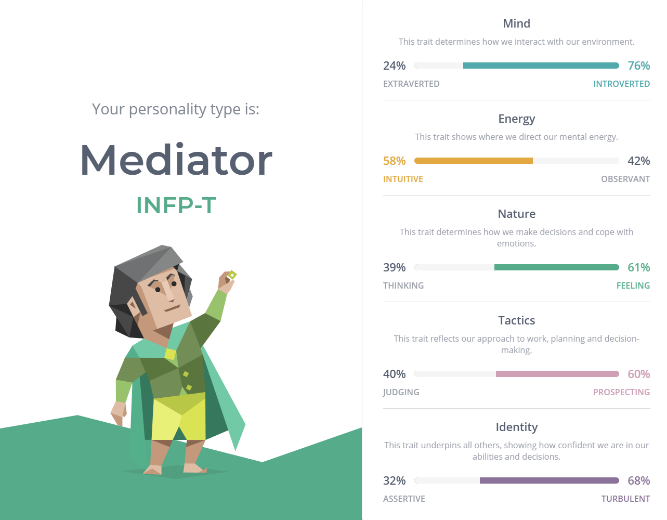 Your personality type is:
Mediator
INFP-T
Mind
This trait determines how we interact with our environment.
24% 76%
EXTRAVERTED INTROVERTED
Energy
This trait shows where we direct our mental energy.
58% 42%
INTUITIVE OBSERVANT
Nature
This trait determines how we make decisions and cope with
emotions.
39% 61%
THINKING FEELING
Tactics
This trait reflects our approach to work, planning and decision-
making.
40% 60%
JUDGING PROSPECTING
Identity
This trait underpins all others, showing how confident we are in our
abilities and decisions.
32% 68%
ASSERTIVE TURBULENT